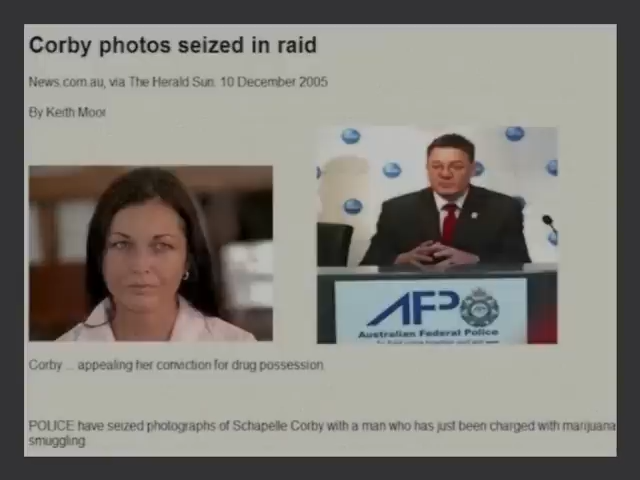 Corby photos seized in raid
News.com.au, via The Herald Sun. 10 December 2005
By Keith Moor
AFP
Australian Federal Police
Corby ... appealing her conviction for drug possession
POLICE have seized photographs of Schapelle Corby with a man who has just been charged with marijuana
smuggling